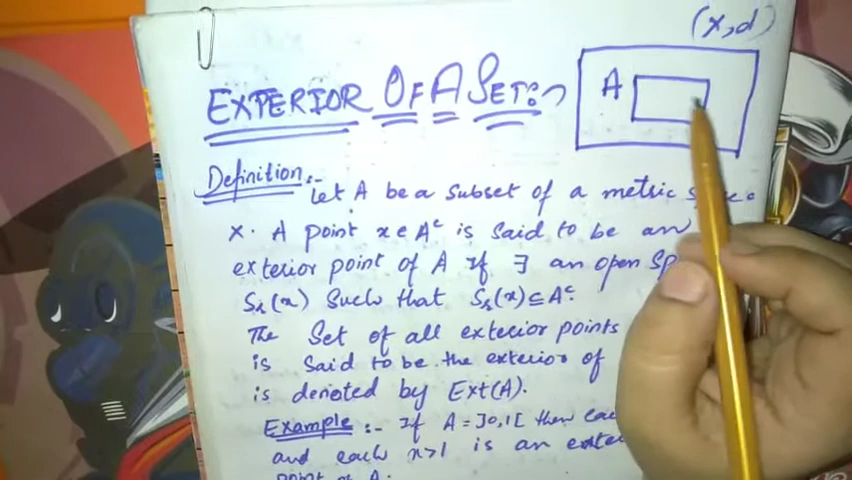 (x,d)
EXTERIOR OF A SET:~
A
Definition:-
Let A be a subset of a metric
X. A point x∈A^c is said to be an
exterior point of A If ∃ an open
S_r(x) such that S_r(x)⊆A^c.
The Set of all exterior points
is said to be the exterior of
is denoted by Ext(A).
Example:- If A = ]0,1[ then
and each x>1 is an
point of A.